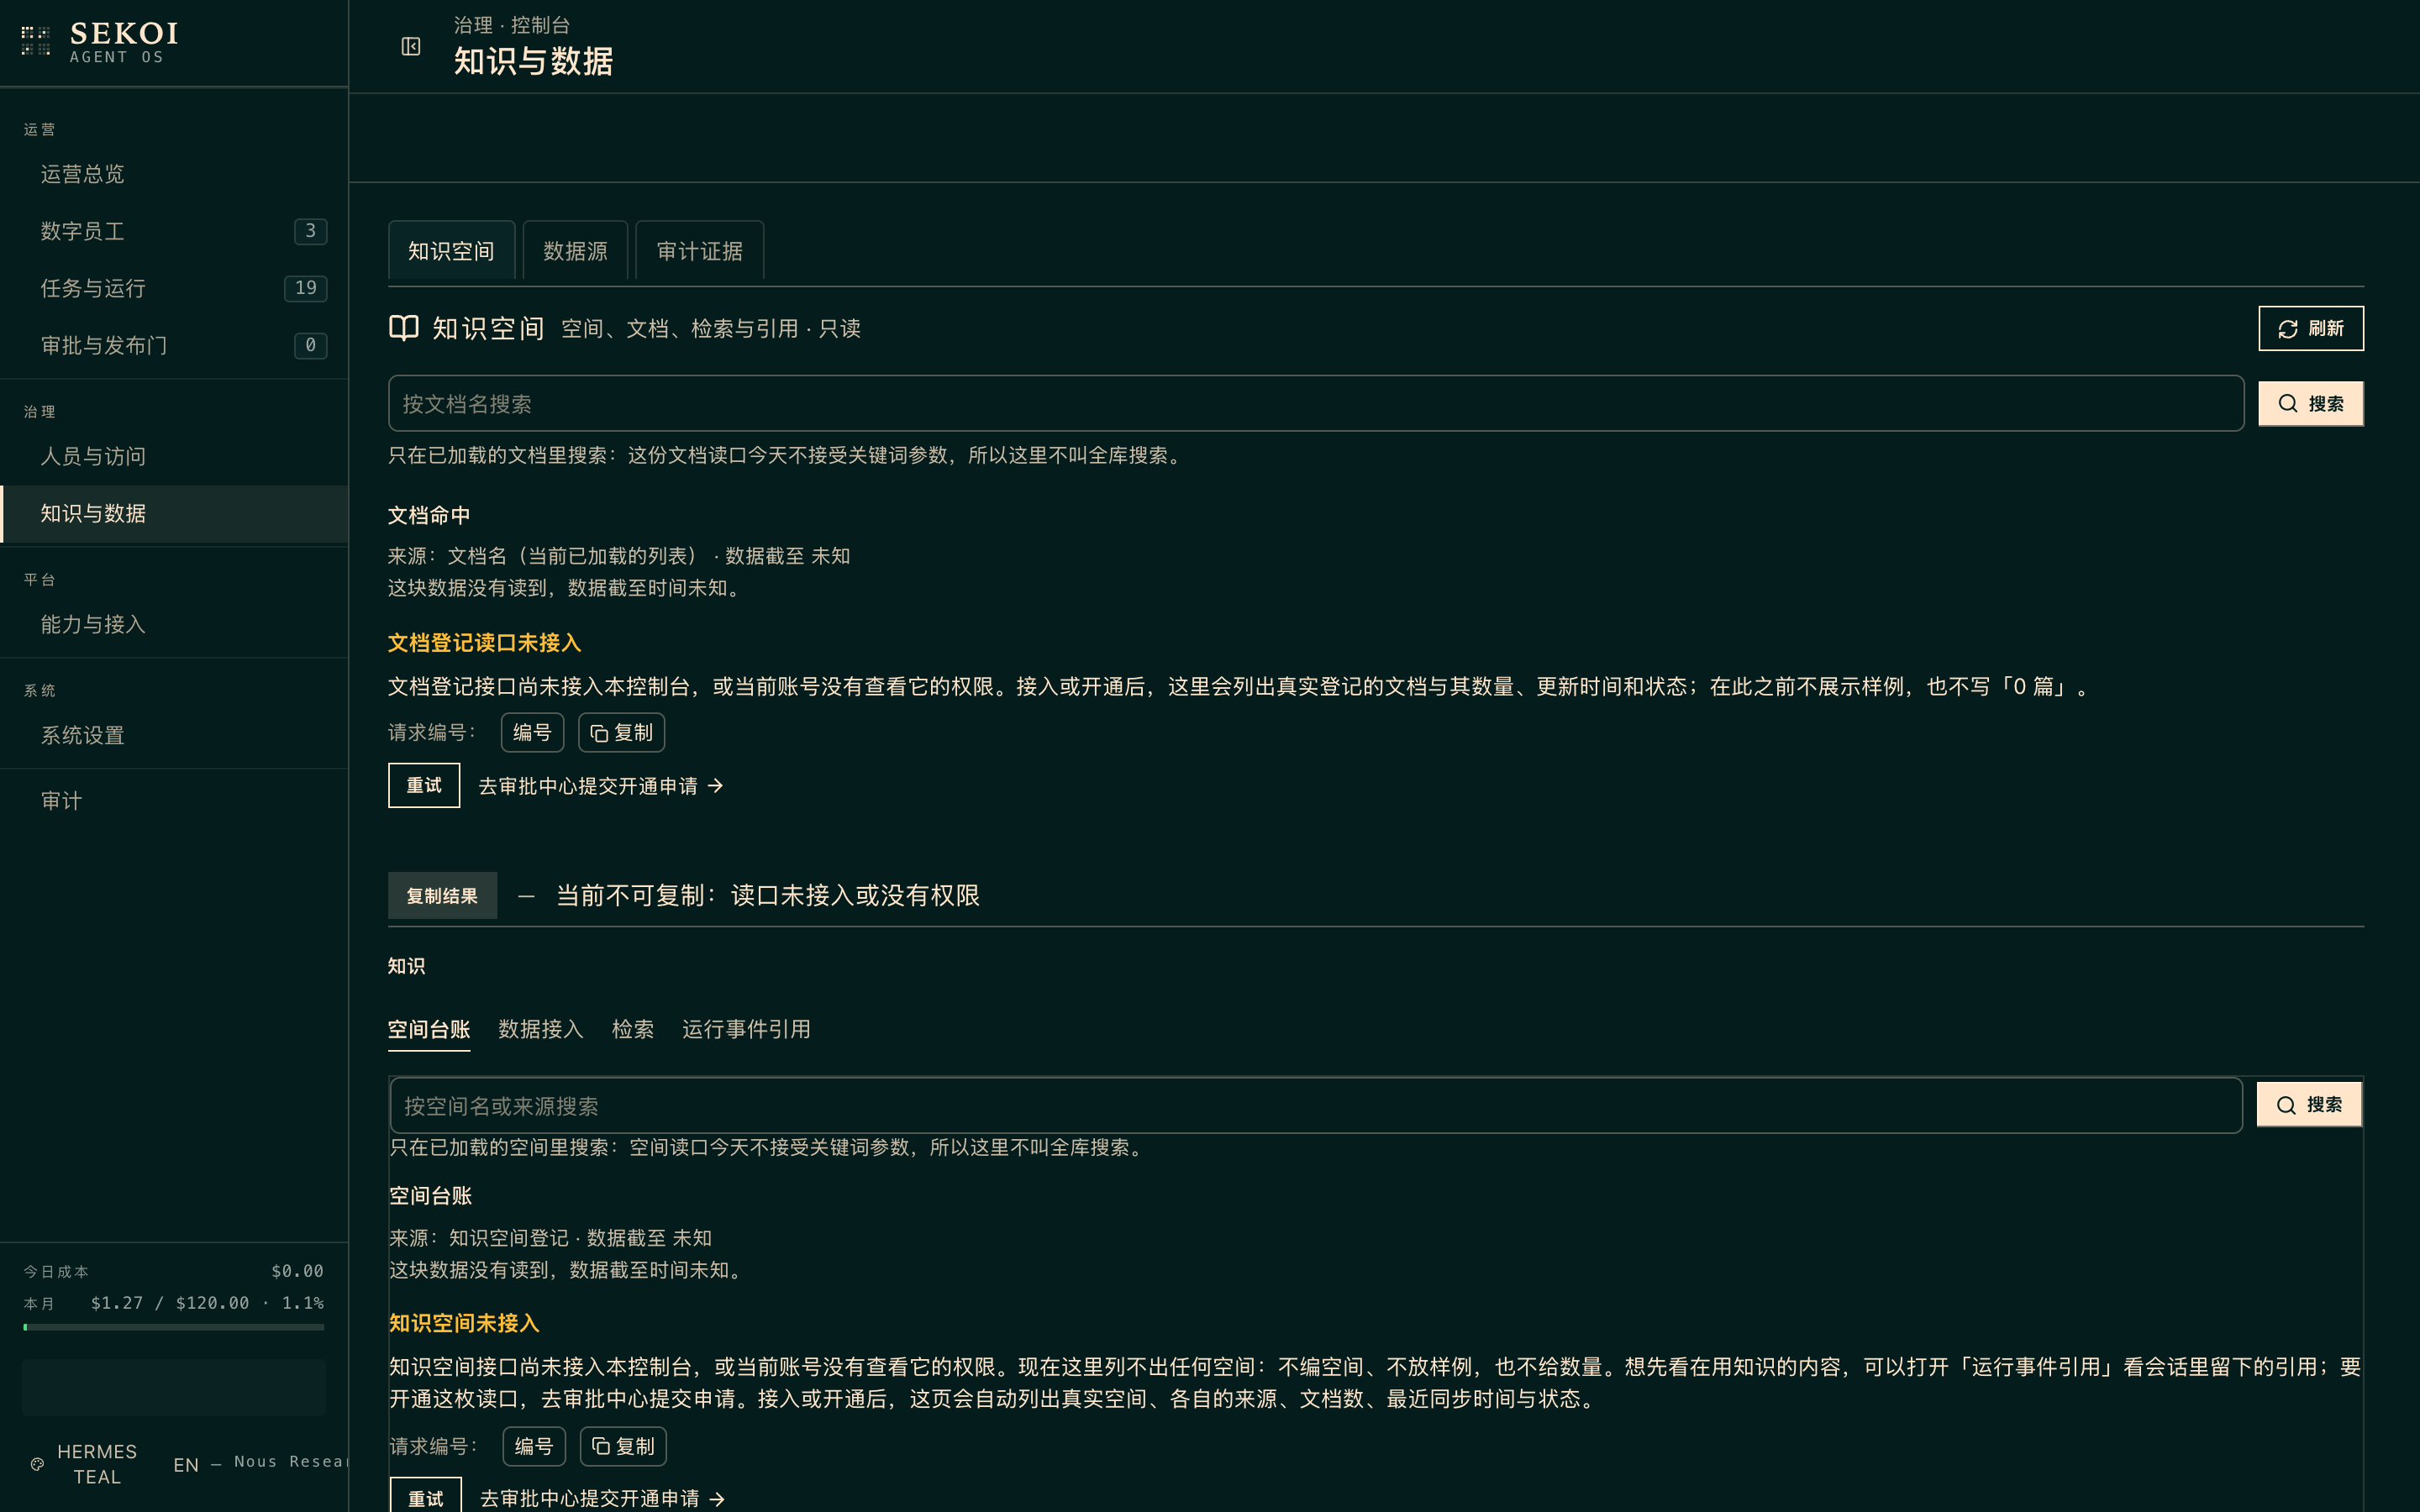 SEKOI
AGENT OS
运营
运营总览
数字员工 3
任务与运行 19
审批与发布门 0
治理
人员与访问
知识与数据
平台
能力与接入
系统
系统设置
审计
今日成本 $0.00
本月 $1.27 / $120.00 · 1.1%
HERMES
TEAL
EN — Nous Resear
治理 · 控制台
知识与数据
知识空间 数据源 审计证据
知识空间 空间、文档、检索与引用 · 只读 刷新
按文档名搜索 搜索
只在已加载的文档里搜索：这份文档读口今天不接受关键词参数，所以这里不叫全库搜索。
文档命中
来源：文档名（当前已加载的列表） · 数据截至 未知
这块数据没有读到，数据截至时间未知。
文档登记读口未接入
文档登记接口尚未接入本控制台，或当前账号没有查看它的权限。接入或开通后，这里会列出真实登记的文档与其数量、更新时间和状态；在此之前不展示样例，也不写「0 篇」。
请求编号： 编号 复制
重试 去审批中心提交开通申请 →
复制结果 — 当前不可复制：读口未接入或没有权限
知识
空间台账 数据接入 检索 运行事件引用
按空间名或来源搜索 搜索
只在已加载的空间里搜索：空间读口今天不接受关键词参数，所以这里不叫全库搜索。
空间台账
来源：知识空间登记 · 数据截至 未知
这块数据没有读到，数据截至时间未知。
知识空间未接入
知识空间接口尚未接入本控制台，或当前账号没有查看它的权限。现在这里列不出任何空间：不编空间、不放样例，也不给数量。想先看在用知识的内容，可以打开「运行事件引用」看会话里留下的引用；要
开通这枚读口，去审批中心提交申请。接入或开通后，这页会自动列出真实空间、各自的来源、文档数、最近同步时间与状态。
请求编号： 编号 复制
重试 去审批中心提交开通申请 →